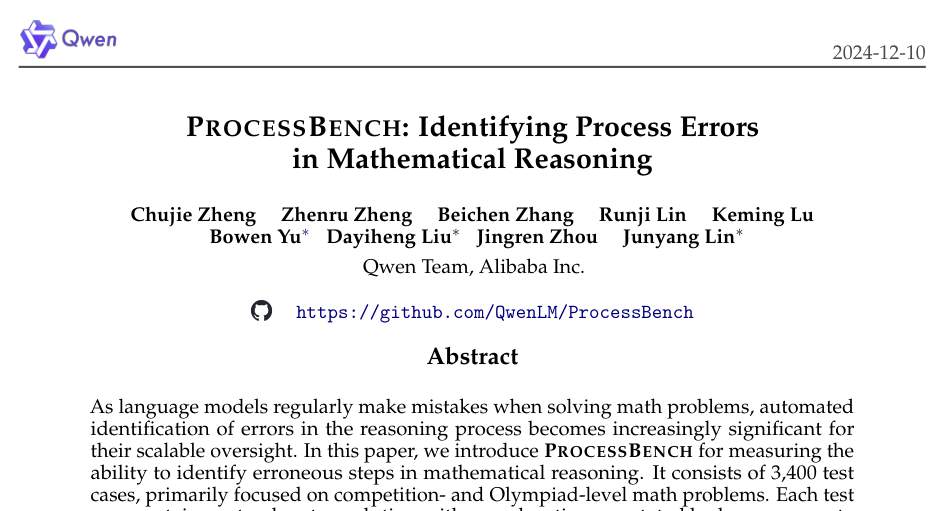 Qwen
2024-12-10
PROCESSBENCH: Identifying Process Errors
in Mathematical Reasoning
Chujie Zheng Zhenru Zheng Beichen Zhang Runji Lin Keming Lu
Bowen Yu* Dayiheng Liu* Jingren Zhou Junyang Lin*
Qwen Team, Alibaba Inc.
https://github.com/QwenLM/ProcessBench
Abstract
As language models regularly make mistakes when solving math problems, automated
identification of errors in the reasoning process becomes increasingly significant for
their scalable oversight. In this paper, we introduce PROCESSBENCH for measuring the
ability to identify erroneous steps in mathematical reasoning. It consists of 3,400 test
cases, primarily focused on competition- and Olympiad-level math problems. Each test